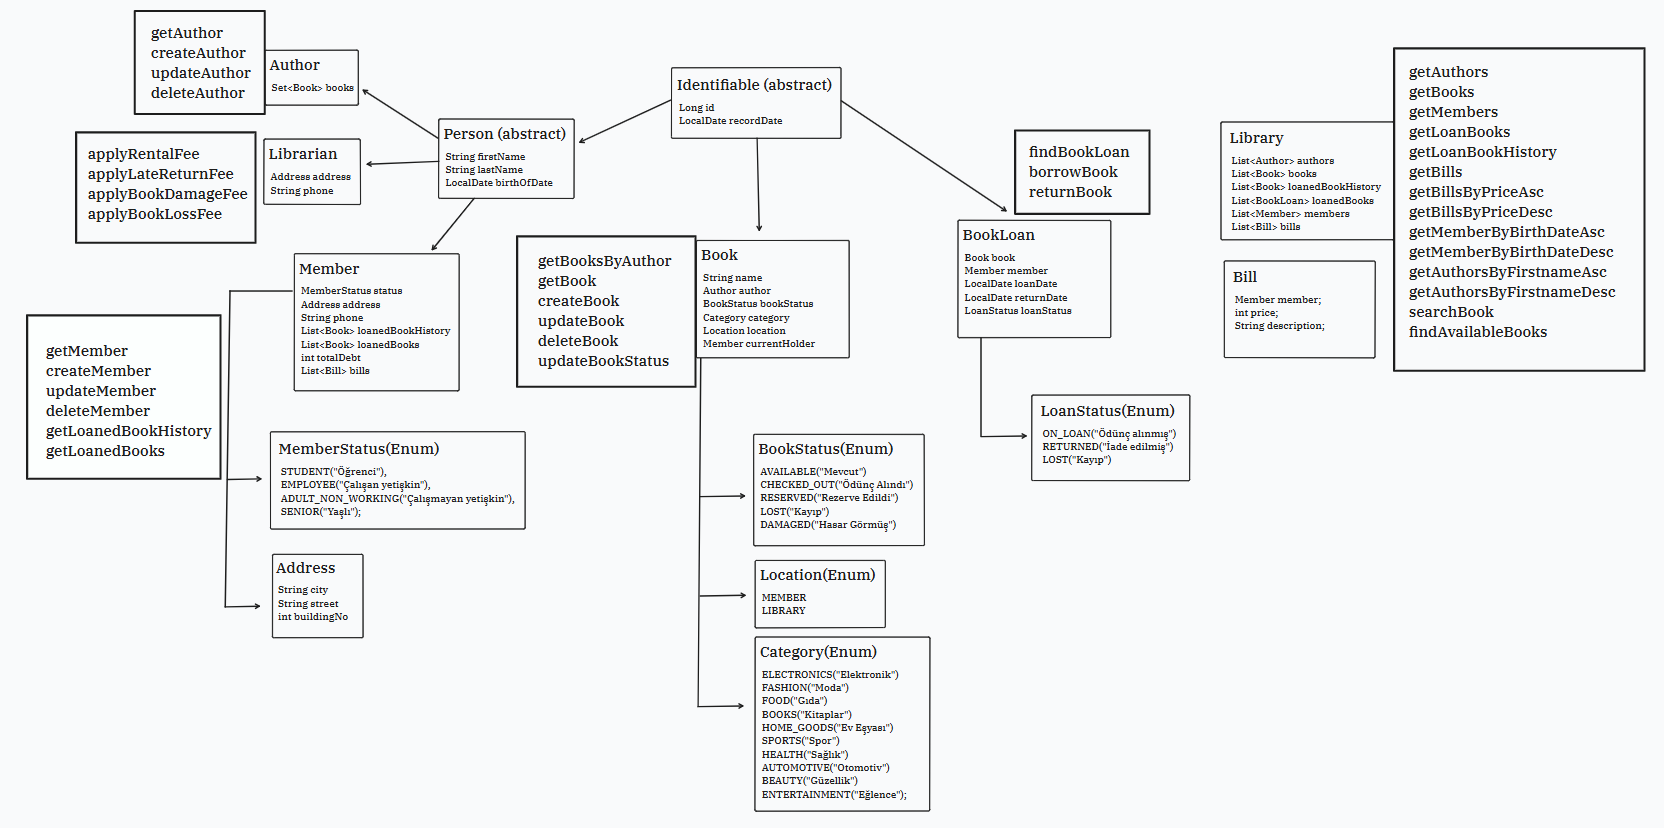 getAuthor
createAuthor
updateAuthor
deleteAuthor
Author
Set<Book> books
applyRentalFee
applyLateReturnFee
applyBookDamageFee
applyBookLossFee
Librarian
Address address
String phone
Person (abstract)
String firstName
String lastName
LocalDate birthOfDate
Identifiable (abstract)
Long id
LocalDate recordDate
getMember
createMember
updateMember
deleteMember
getLoanedBookHistory
getLoanedBooks
Member
MemberStatus status
Address address
String phone
List<Book> loanedBookHistory
List<Book> loanedBooks
int totalDebt
List<Bill> bills
MemberStatus(Enum)
STUDENT("Öğrenci"),
EMPLOYEE("Çalışan yetişkin"),
ADULT_NON_WORKING("Çalışmayan yetişkin"),
SENIOR("Yaşlı");
Address
String city
String street
int buildingNo
getBooksByAuthor
getBook
createBook
updateBook
deleteBook
updateBookStatus
Book
String name
Author author
BookStatus bookStatus
Category category
Location location
Member currentHolder
BookStatus(Enum)
AVAILABLE("Mevcut")
CHECKED_OUT("Ödünç Alındı")
RESERVED("Rezerve Edildi")
LOST("Kayıp")
DAMAGED("Hasar Görmüş")
Location(Enum)
MEMBER
LIBRARY
Category(Enum)
ELECTRONICS("Elektronik")
FASHION("Moda")
FOOD("Gıda")
BOOKS("Kitaplar")
HOME_GOODS("Ev Eşyası")
SPORTS("Spor")
HEALTH("Sağlık")
AUTOMOTIVE("Otomotiv")
BEAUTY("Güzellik")
ENTERTAINMENT("Eğlence");
findBookLoan
borrowBook
returnBook
BookLoan
Book book
Member member
LocalDate loanDate
LocalDate returnDate
LoanStatus loanStatus
LoanStatus(Enum)
ON_LOAN("Ödünç alınmış")
RETURNED("İade edilmiş")
LOST("Kayıp")
Library
List<Author> authors
List<Book> books
List<Book> loanedBookHistory
List<BookLoan> loanedBooks
List<Member> members
List<Bill> bills
Bill
Member member;
int price;
String description;
getAuthors
getBooks
getMembers
getLoanBooks
getLoanBookHistory
getBills
getBillsByPriceAsc
getBillsByPriceDesc
getMemberByBirthDateAsc
getMemberByBirthDateDesc
getAuthorsByFirstnameAsc
getAuthorsByFirstnameDesc
searchBook
findAvailableBooks